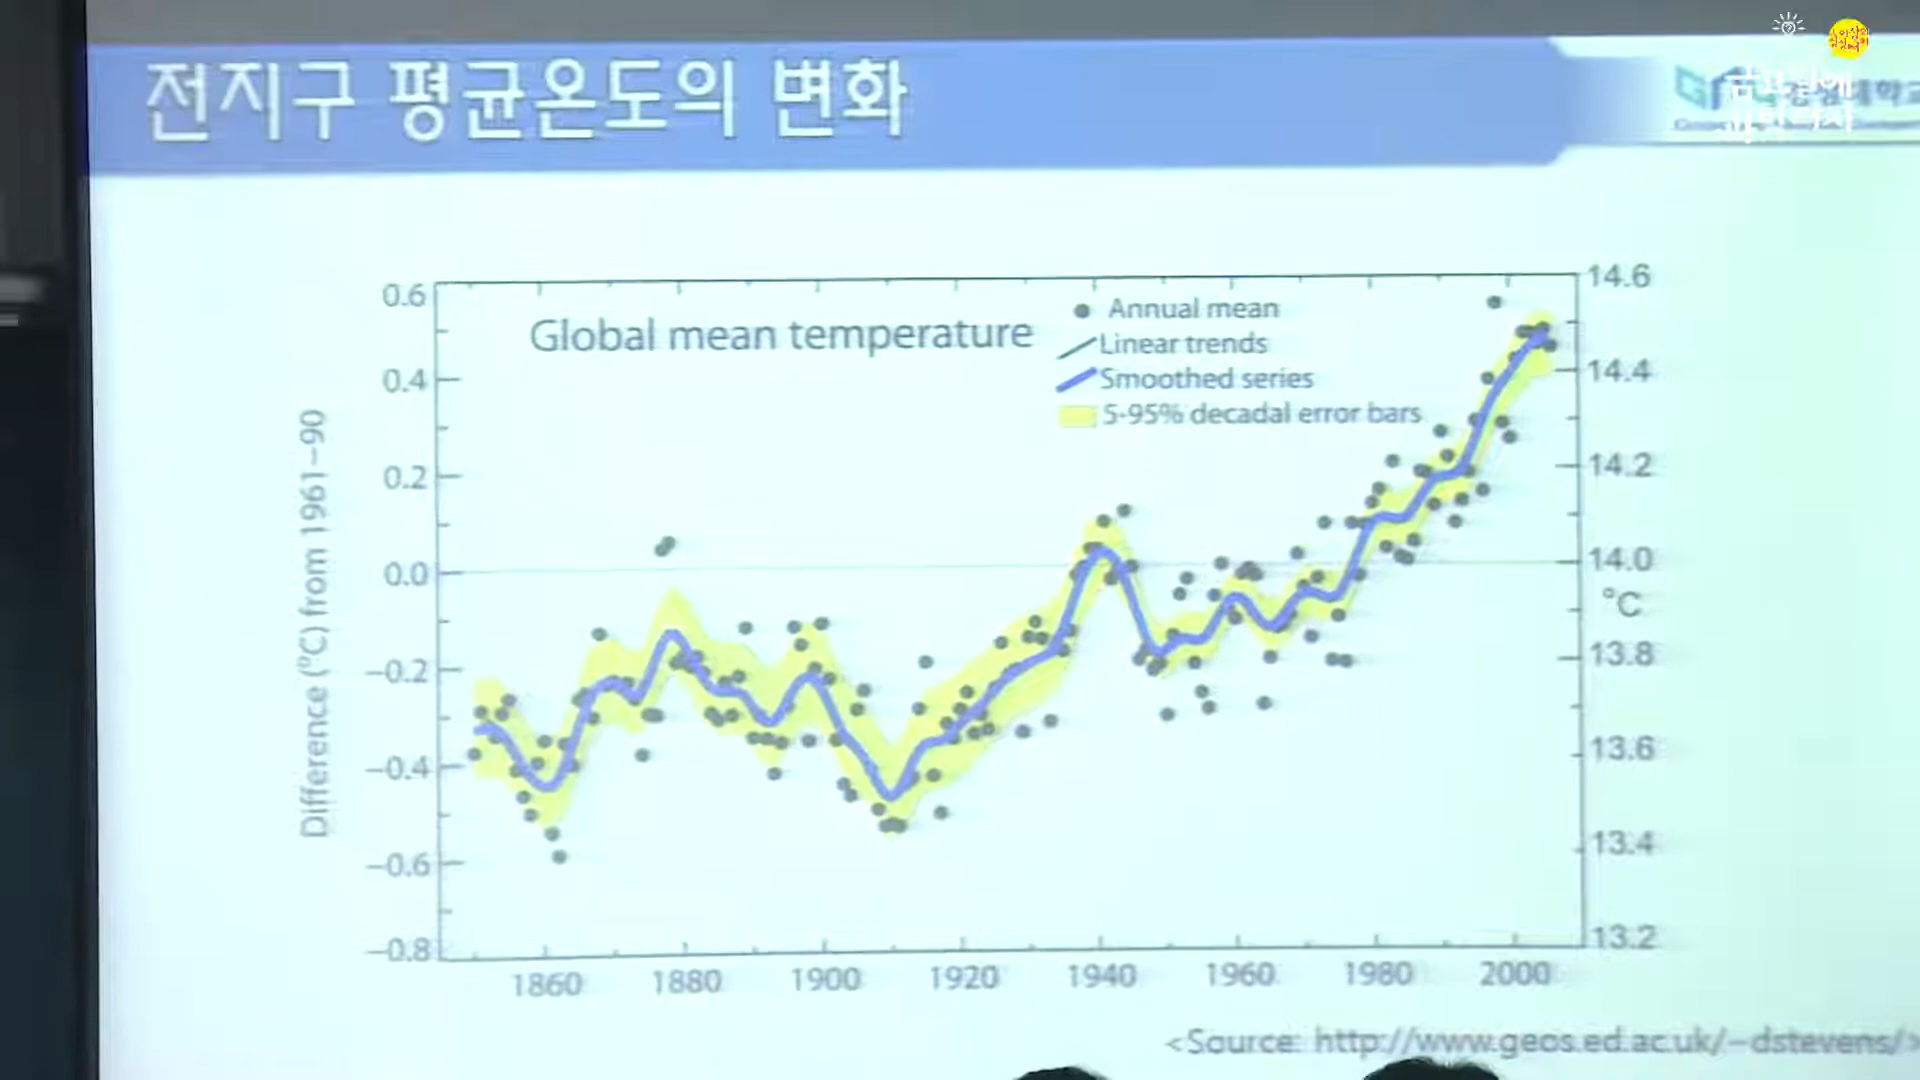 전지구 평균온도의 변화
Global mean temperature
Annual mean
Linear trends
Smoothed series
5-95% decadal error bars
Difference (°C) from 1961–90
0.6
0.4
0.2
0.0
–0.2
–0.4
–0.6
–0.8
14.6
14.4
14.2
14.0
°C
13.8
13.6
13.4
13.2
1860 1880 1900 1920 1940 1960 1980 2000
<Source: http://www.geos.ed.ac.uk/~dstevens/>